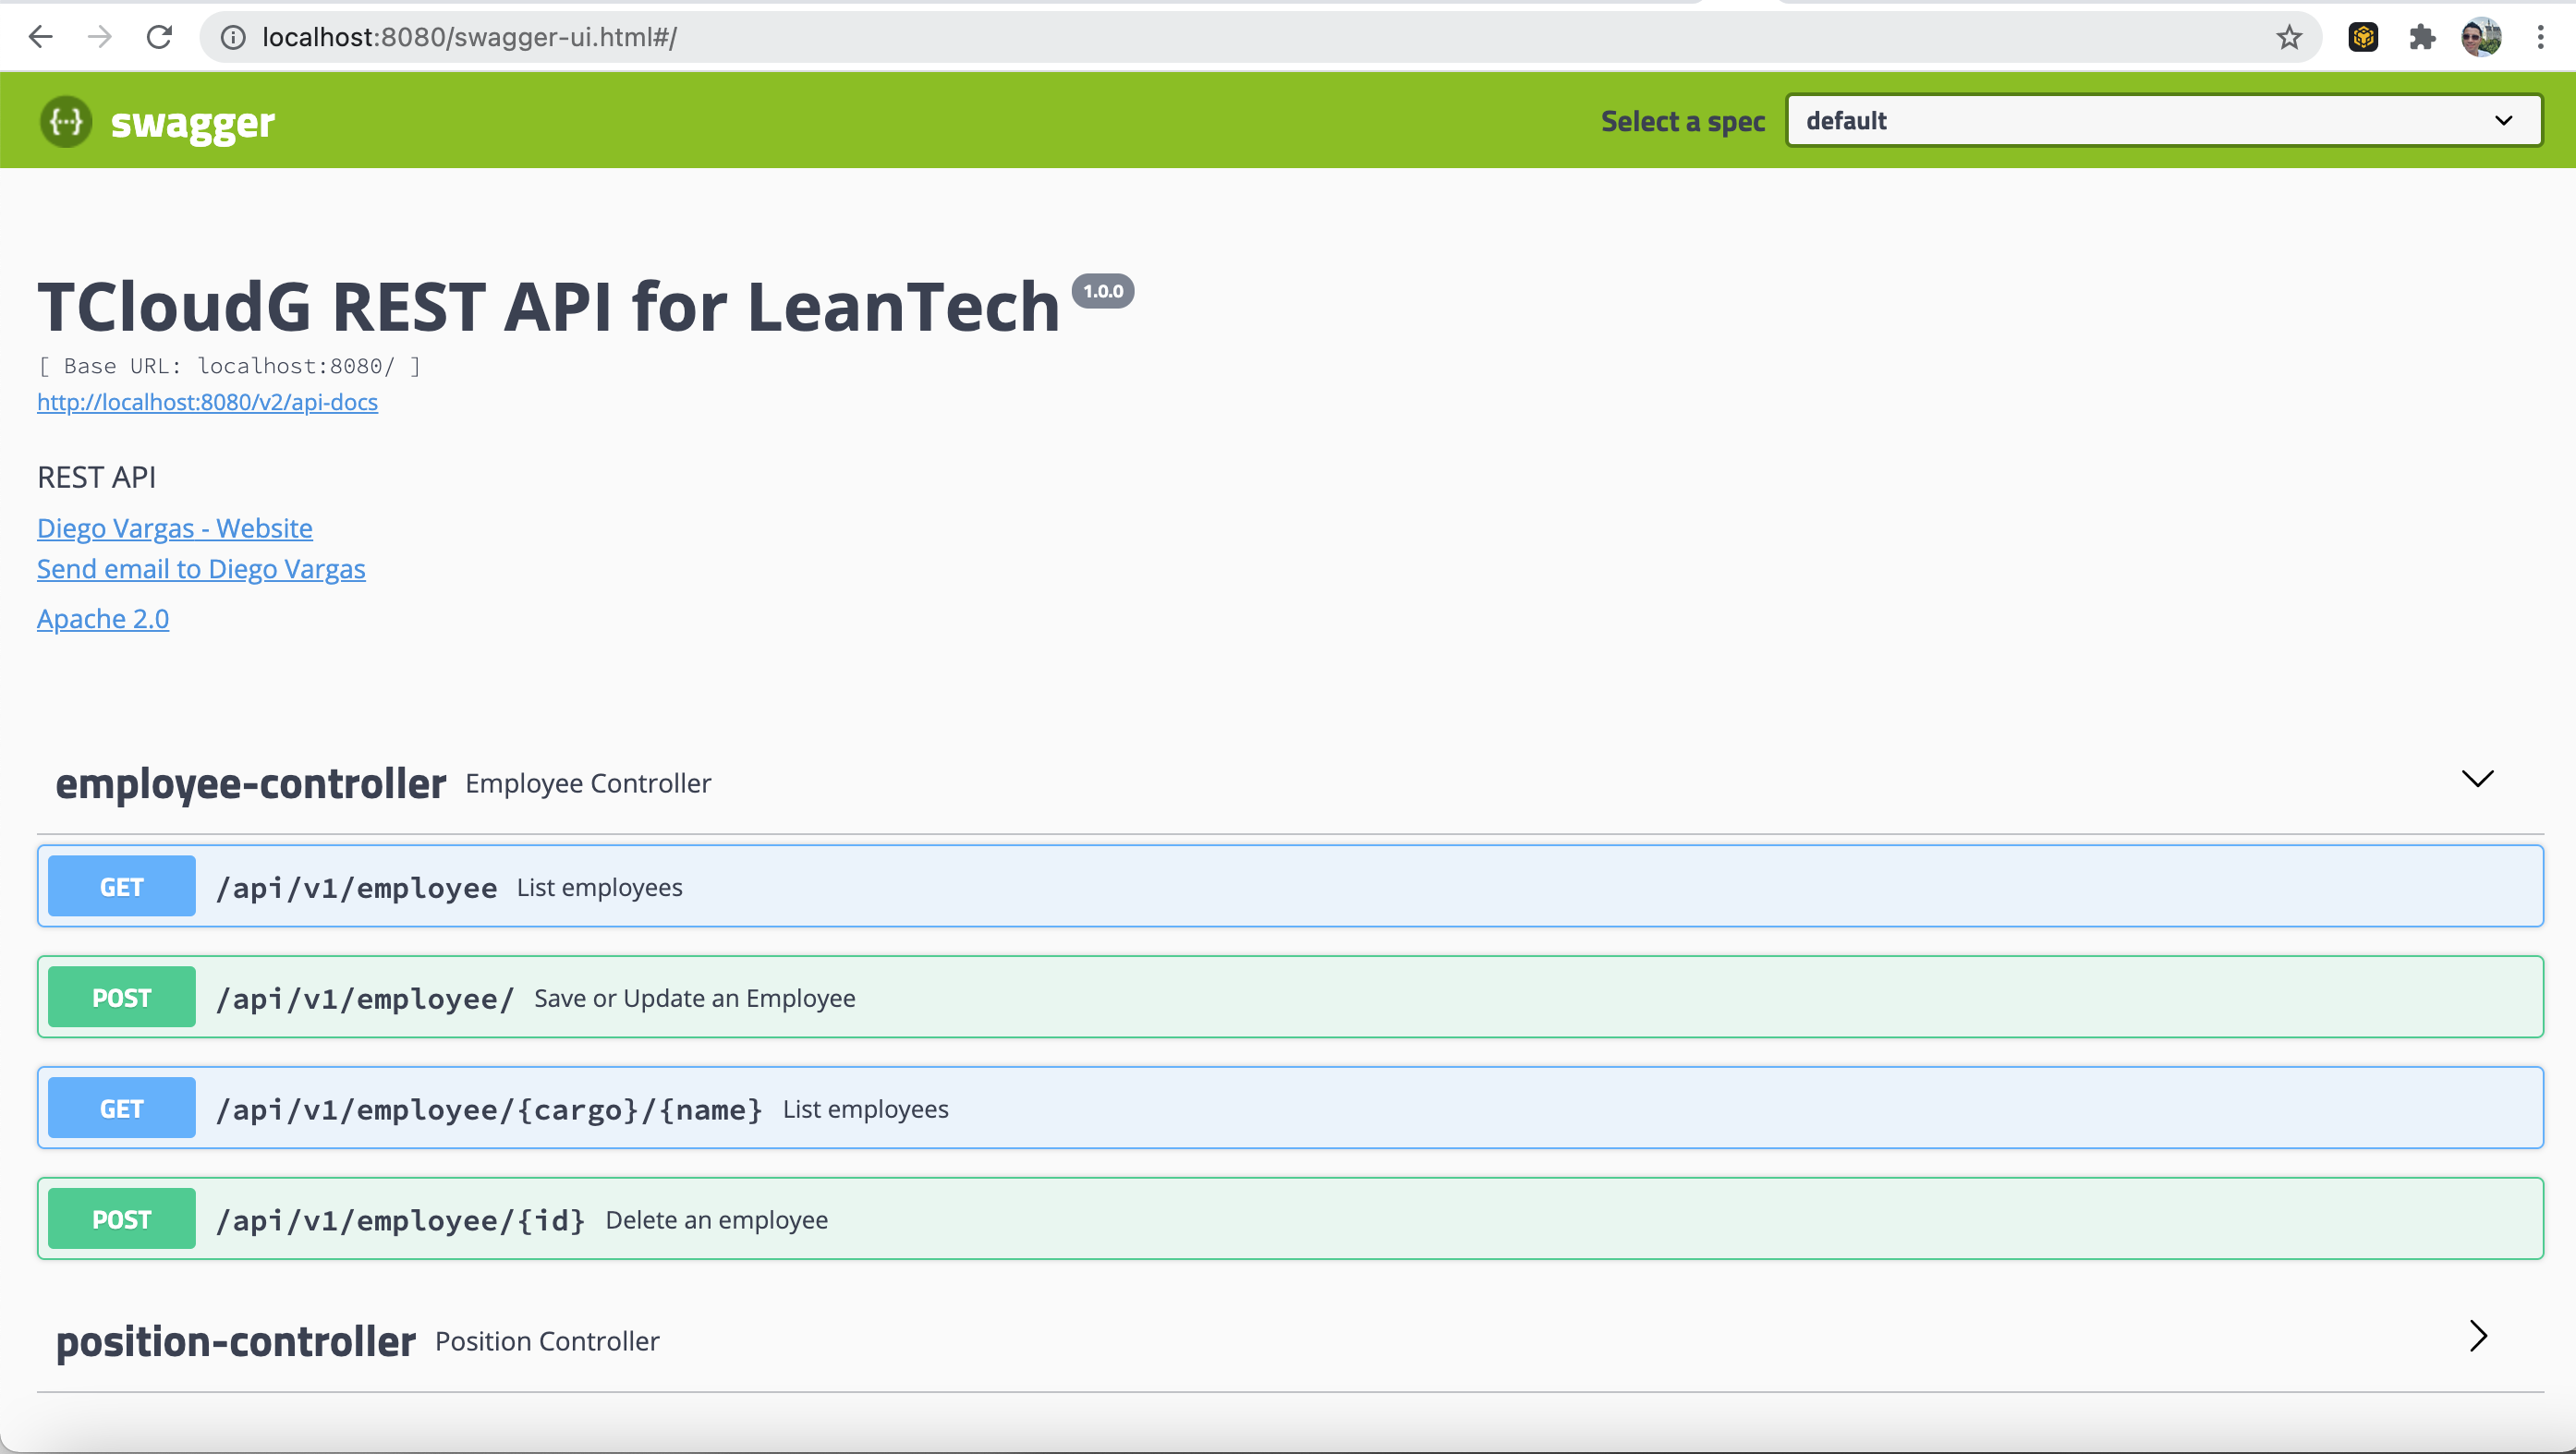 localhost:8080/swagger-ui.html#/
{...} swagger
Select a spec default
TCloudG REST API for LeanTech 1.0.0
[ Base URL: localhost:8080/ ]
http://localhost:8080/v2/api-docs
REST API
Diego Vargas - Website
Send email to Diego Vargas
Apache 2.0
employee-controller Employee Controller
GET /api/v1/employee List employees
POST /api/v1/employee/ Save or Update an Employee
GET /api/v1/employee/{cargo}/{name} List employees
POST /api/v1/employee/{id} Delete an employee
position-controller Position Controller